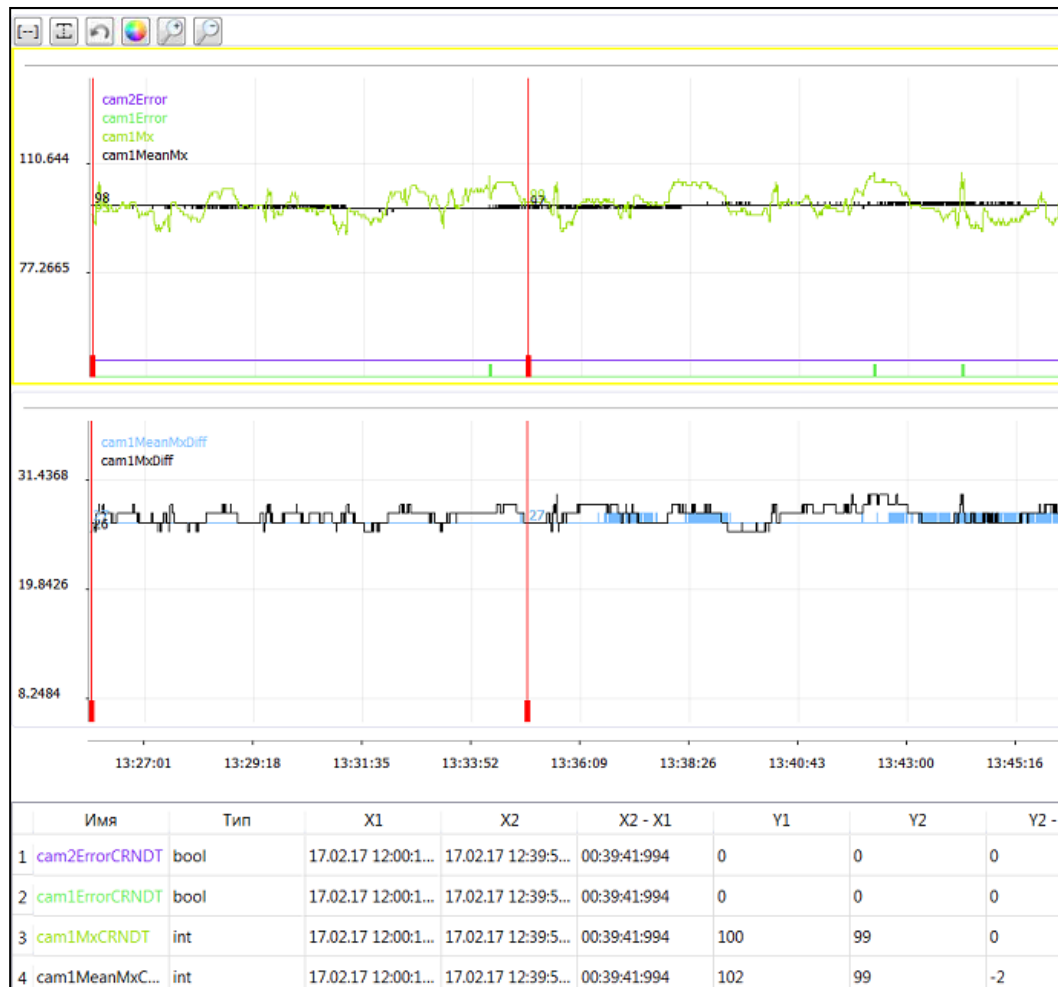 [--]
cam2Error
cam1Error
cam1Mx
cam1MeanMx
110.644
98
97
77.2665
cam1MeanMxDiff
cam1MxDiff
31.4368
26
27
19.8426
8.2484
13:27:01 13:29:18 13:31:35 13:33:52 13:36:09 13:38:26 13:40:43 13:43:00 13:45:16
Имя Тип X1 X2 X2 - X1 Y1 Y2 Y2 -
1 cam2ErrorCRNDT bool 17.02.17 12:00:1... 17.02.17 12:39:5... 00:39:41:994 0 0 0
2 cam1ErrorCRNDT bool 17.02.17 12:00:1... 17.02.17 12:39:5... 00:39:41:994 0 0 0
3 cam1MxCRNDT int 17.02.17 12:00:1... 17.02.17 12:39:5... 00:39:41:994 100 99 0
4 cam1MeanMxC... int 17.02.17 12:00:1... 17.02.17 12:39:5... 00:39:41:994 102 99 -2